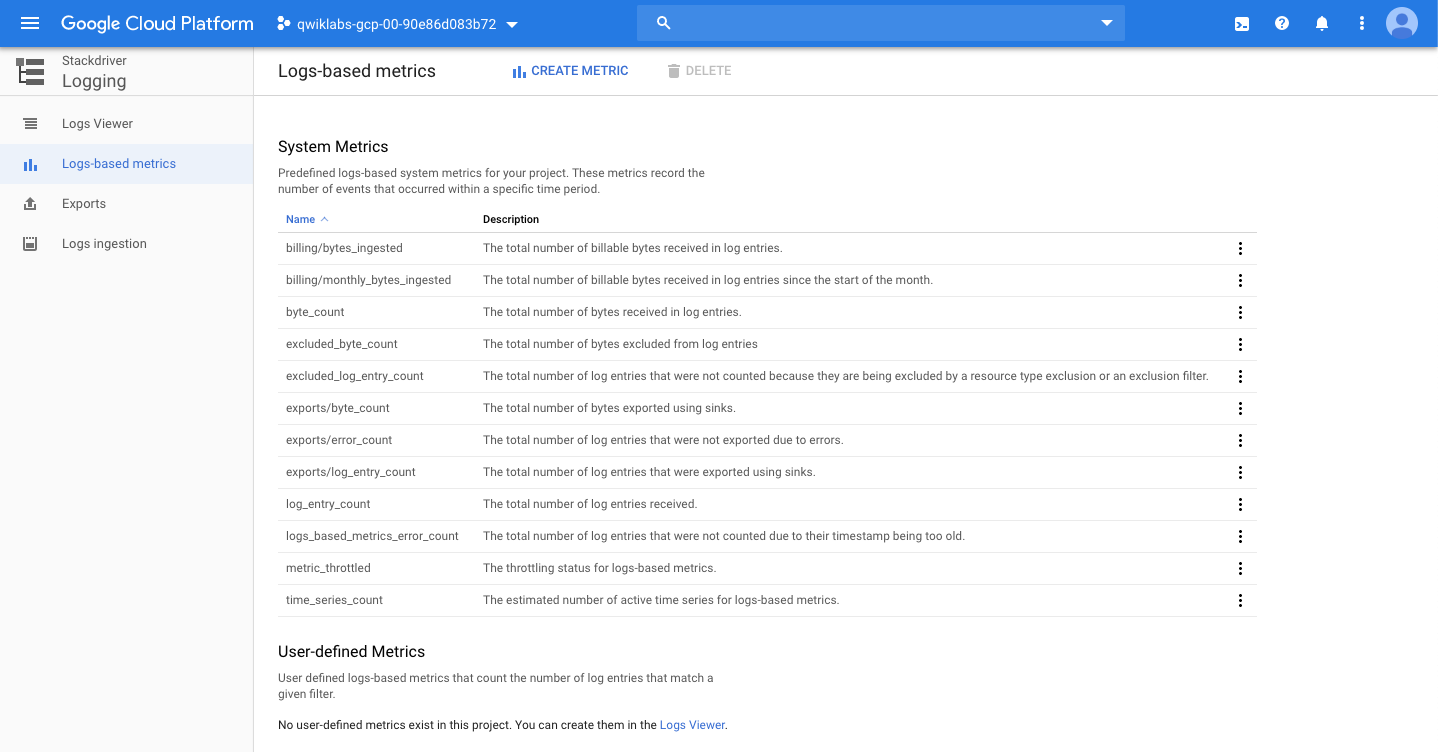 Google Cloud Platform
qwiklabs-gcp-00-90e86d083b72
Stackdriver
Logging
Logs-based metrics
CREATE METRIC
DELETE
Logs Viewer
Logs-based metrics
Exports
Logs ingestion
System Metrics
Predefined logs-based system metrics for your project. These metrics record the
number of events that occurred within a specific time period.
Name Description
billing/bytes_ingested The total number of billable bytes received in log entries.
billing/monthly_bytes_ingested The total number of billable bytes received in log entries since the start of the month.
byte_count The total number of bytes received in log entries.
excluded_byte_count The total number of bytes excluded from log entries
excluded_log_entry_count The total number of log entries that were not counted because they are being excluded by a resource type exclusion or an exclusion filter.
exports/byte_count The total number of bytes exported using sinks.
exports/error_count The total number of log entries that were not exported due to errors.
exports/log_entry_count The total number of log entries that were exported using sinks.
log_entry_count The total number of log entries received.
logs_based_metrics_error_count The total number of log entries that were not counted due to their timestamp being too old.
metric_throttled The throttling status for logs-based metrics.
time_series_count The estimated number of active time series for logs-based metrics.
User-defined Metrics
User defined logs-based metrics that count the number of log entries that match a
given filter.
No user-defined metrics exist in this project. You can create them in the Logs Viewer.